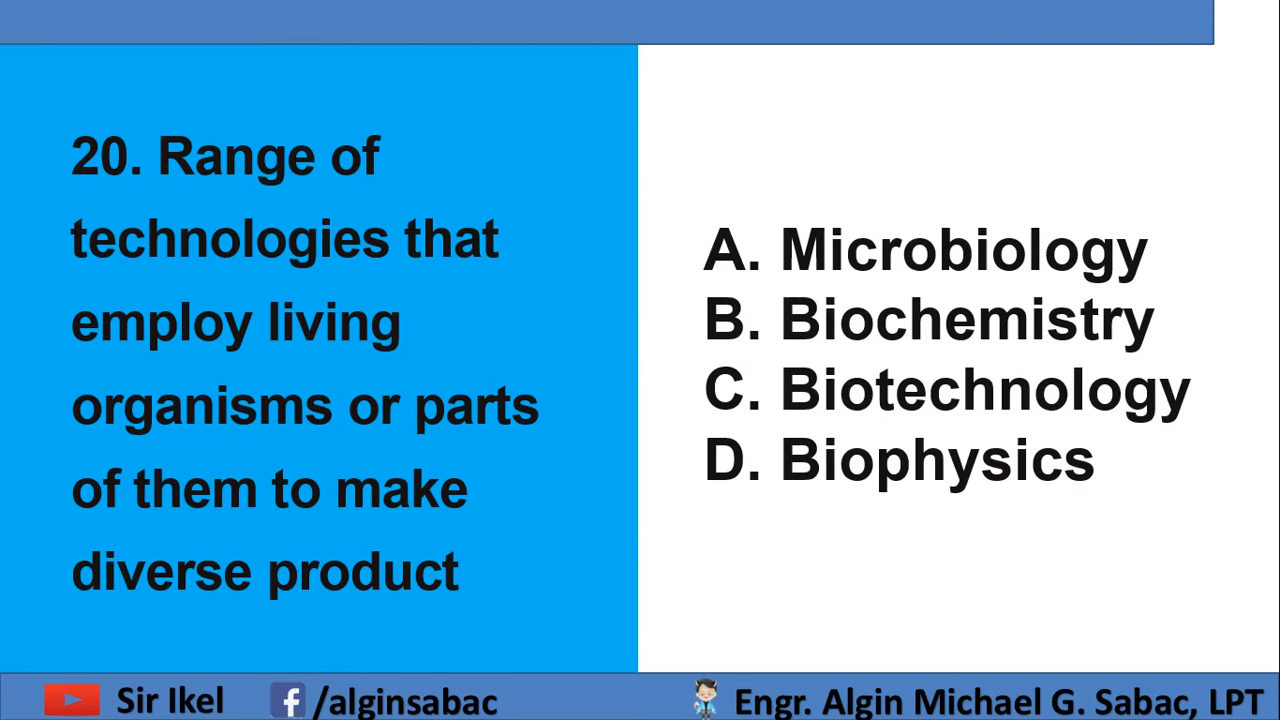 20. Range of
technologies that
employ living
organisms or parts
of them to make
diverse product
A. Microbiology
B. Biochemistry
C. Biotechnology
D. Biophysics
Sir Ikel
/alginsabac
Engr. Algin Michael G. Sabac, LPT